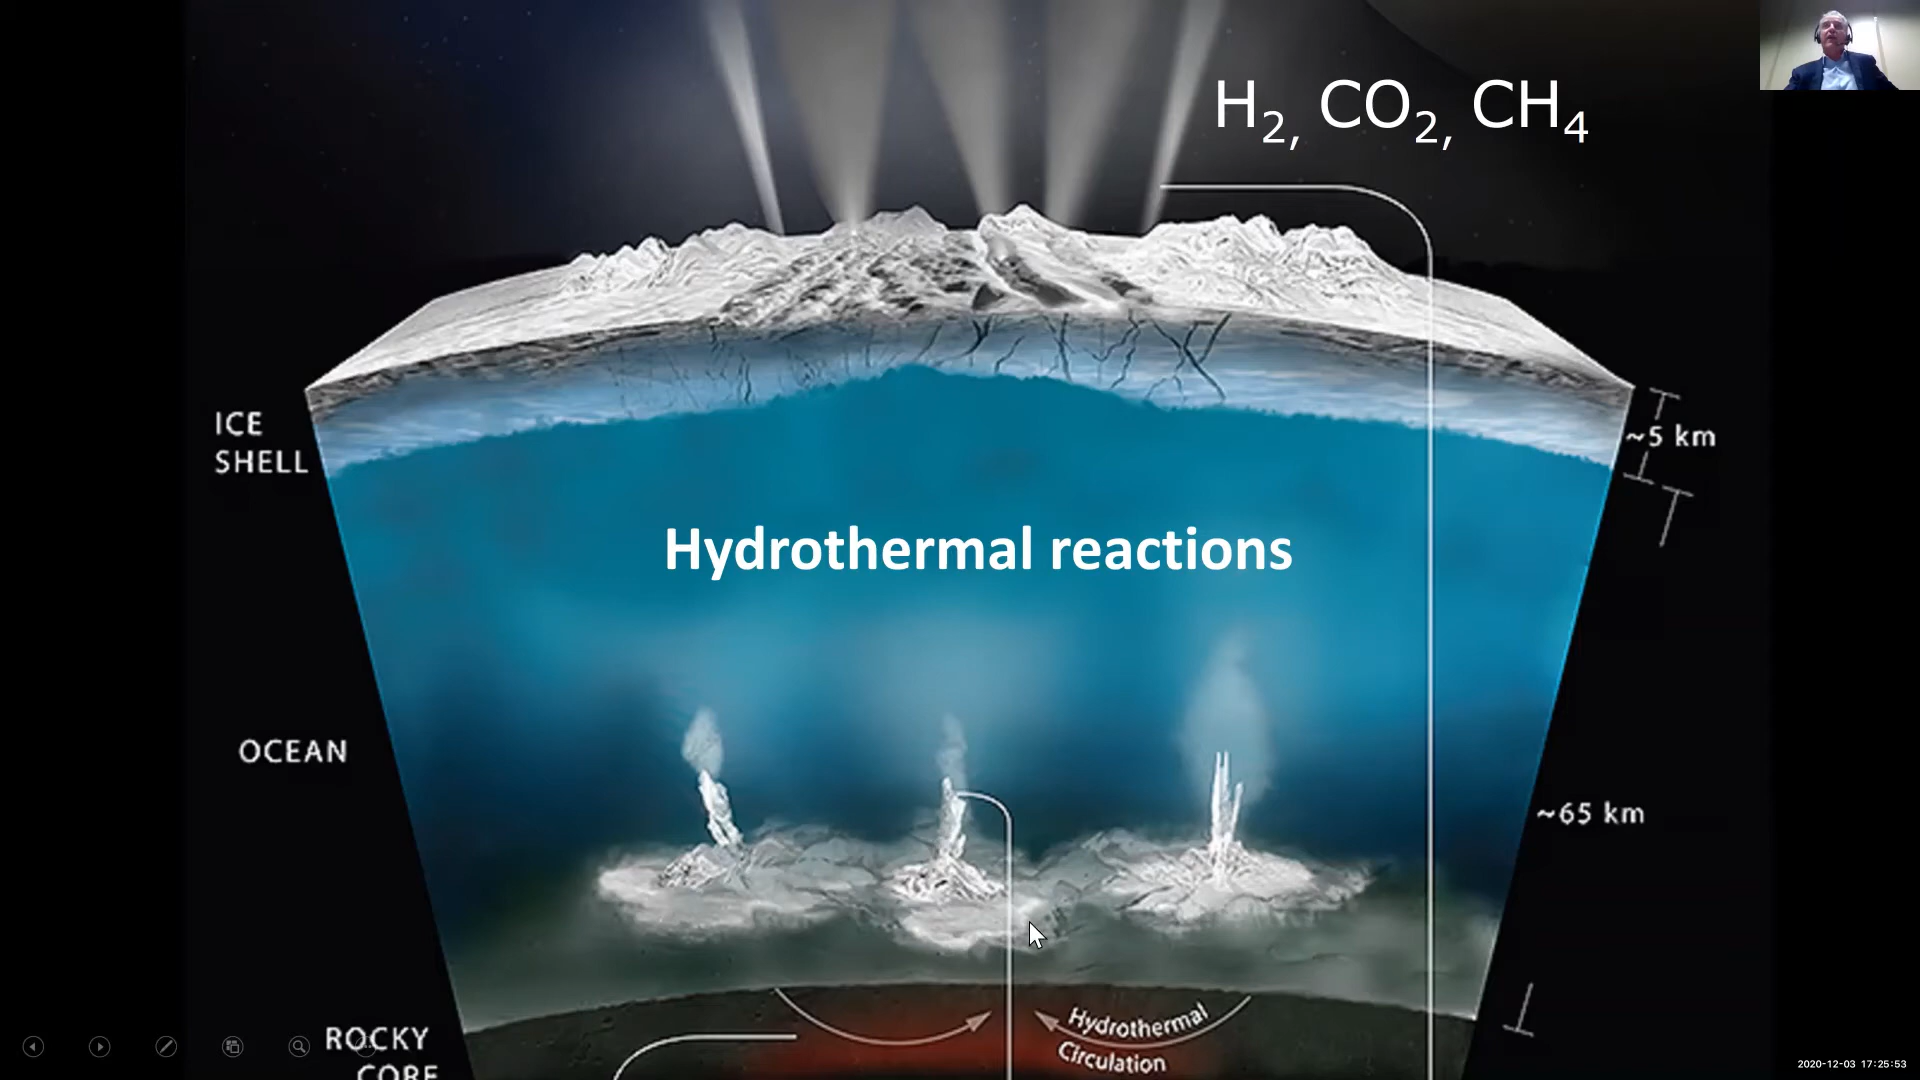 H2, CO2, CH4
ICE
SHELL
~5 km
Hydrothermal reactions
OCEAN
~65 km
Hydrothermal
Circulation
ROCKY
CORE
2020-12-03 17:25:53